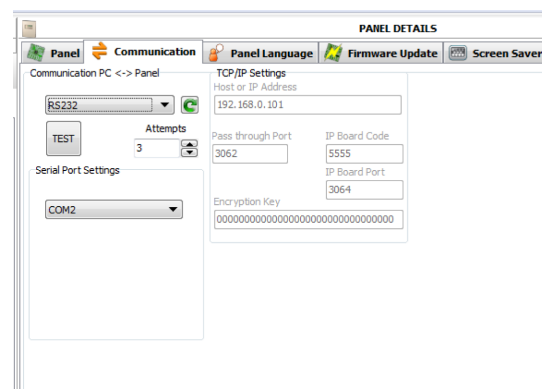 PANEL DETAILS
Panel
Communication
Panel Language
Firmware Update
Screen Saver
Communication PC <-> Panel
RS232
TEST
Attempts
3
Serial Port Settings
COM2
TCP/IP Settings
Host or IP Address
192.168.0.101
Pass through Port
IP Board Code
3062
5555
IP Board Port
3064
Encryption Key
00000000000000000000000000000000